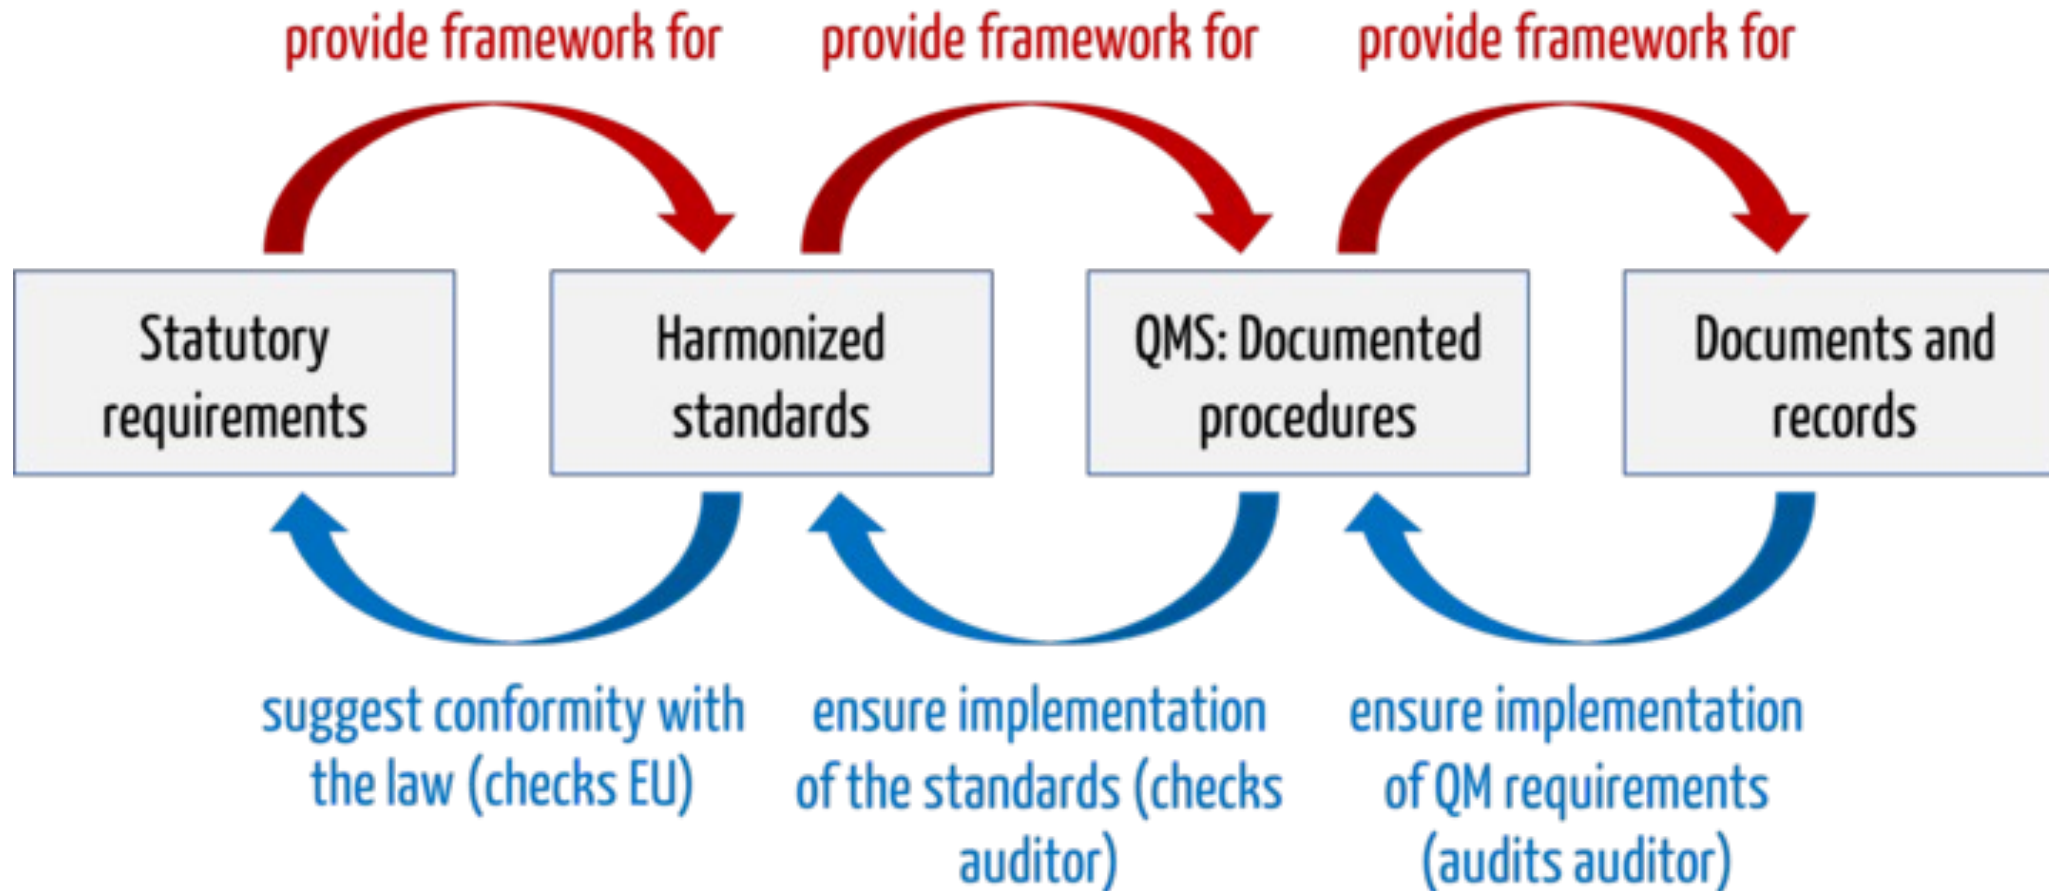 provide framework for
provide framework for
provide framework for
Statutory
requirements
Harmonized
standards
QMS: Documented
procedures
Documents and
records
suggest conformity with
the law (checks EU)
ensure implementation
of the standards (checks
auditor)
ensure implementation
of QM requirements
(audits auditor)